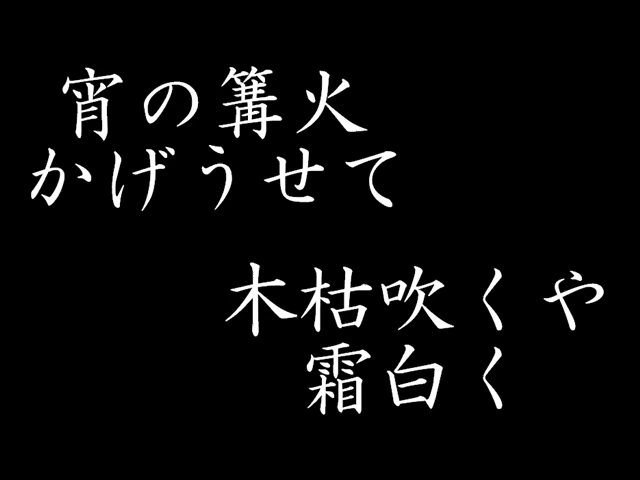 宵の篝火
かげうせて
木枯吹くや
霜白く